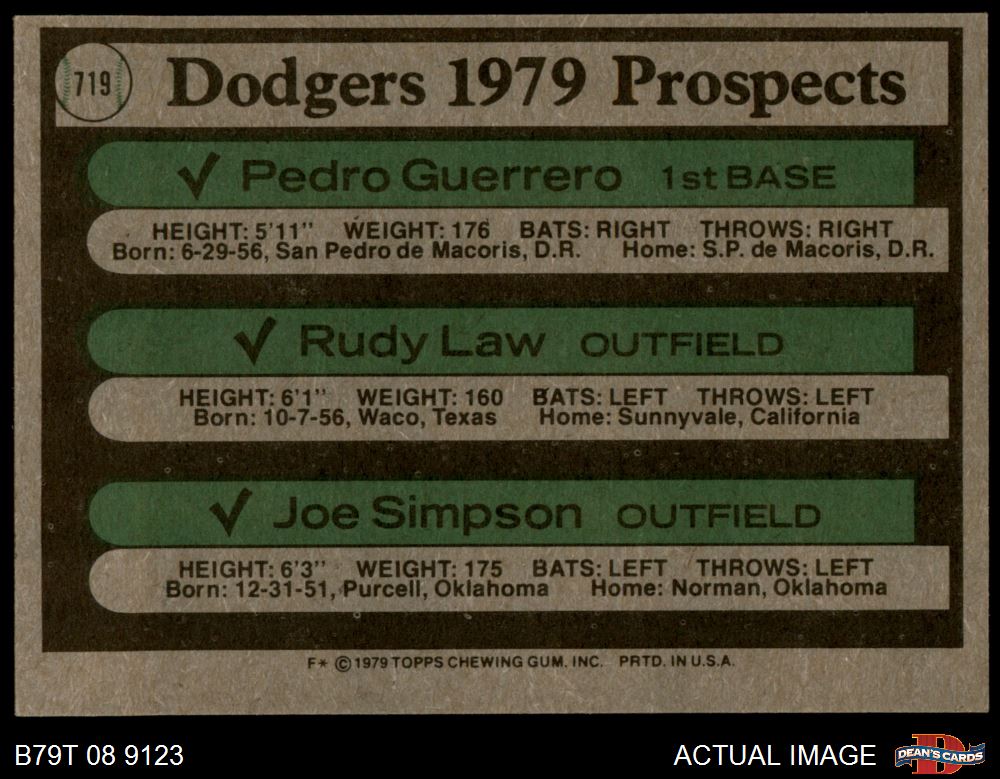 719 Dodgers 1979 Prospects
✓ Pedro Guerrero 1st BASE
HEIGHT: 5'11" WEIGHT: 176 BATS: RIGHT THROWS: RIGHT
Born: 6-29-56, San Pedro de Macoris, D.R. Home: S.P. de Macoris, D.R.
✓ Rudy Law OUTFIELD
HEIGHT: 6'1" WEIGHT: 160 BATS: LEFT THROWS: LEFT
Born: 10-7-56, Waco, Texas Home: Sunnyvale, California
✓ Joe Simpson OUTFIELD
HEIGHT: 6'3" WEIGHT: 175 BATS: LEFT THROWS: LEFT
Born: 12-31-51, Purcell, Oklahoma Home: Norman, Oklahoma
F* © 1979 TOPPS CHEWING GUM. INC. PRTD. IN U.S.A.
B79T 08 9123 ACTUAL IMAGE D DEAN'S CARDS